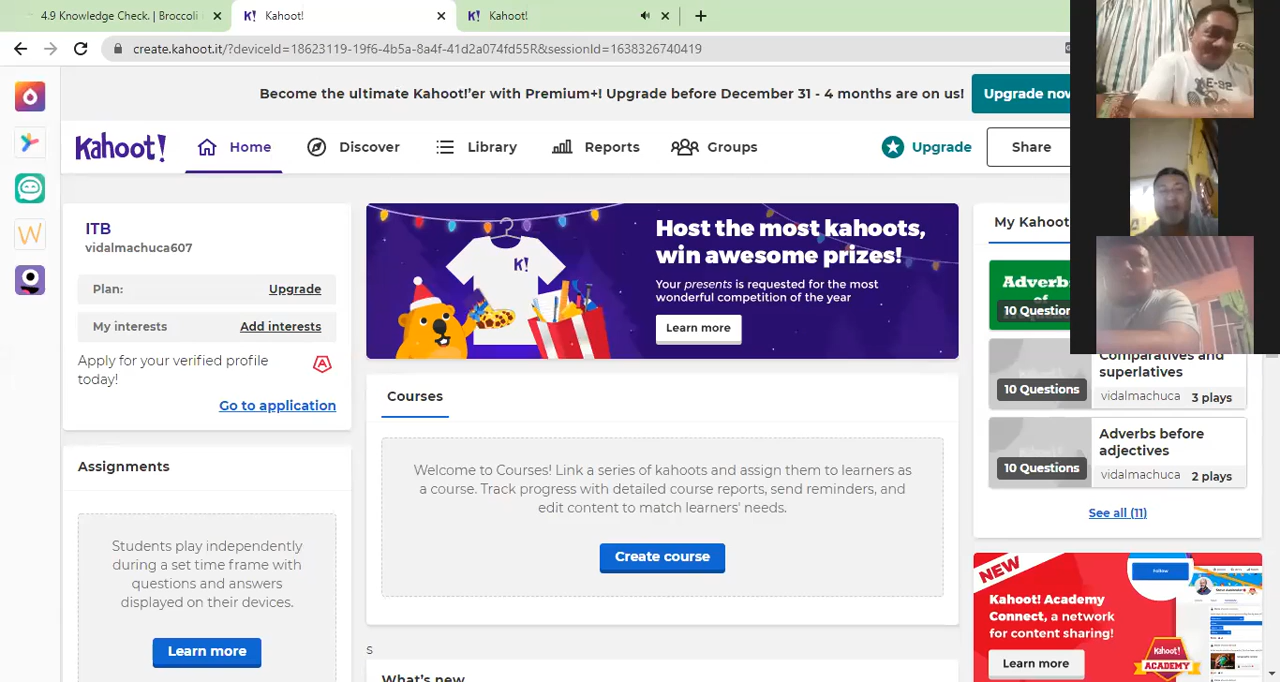 4.9 Knowledge Check. | Broccoli
Kahoot!
Kahoot!
create.kahoot.it/?deviceId=18623119-19f6-4b5a-8a4f-41d2a074fd55R&sessionId=1638326740419
Become the ultimate Kahoot!'er with Premium+! Upgrade before December 31 - 4 months are on us!
Upgrade now
Kahoot!
Home
Discover
Library
Reports
Groups
Upgrade
Share
ITB
vidalmachuca607
Plan:
Upgrade
My interests
Add interests
Apply for your verified profile
today!
Go to application
Assignments
Students play independently
during a set time frame with
questions and answers
displayed on their devices.
Learn more
K!
Host the most kahoots,
win awesome prizes!
Your presents is requested for the most
wonderful competition of the year
Learn more
Courses
Welcome to Courses! Link a series of kahoots and assign them to learners as
a course. Track progress with detailed course reports, send reminders, and
edit content to match learners' needs.
Create course
s
What's new
My Kahoot
Adverbs
of
10 Question
Comparatives and
superlatives
10 Questions
vidalmachuca
3 plays
Adverbs before
adjectives
10 Questions
vidalmachuca
2 plays
See all (11)
NEW
Kahoot! Academy
Connect, a network
for content sharing!
Learn more
Follow
Kahoot!
ACADEMY